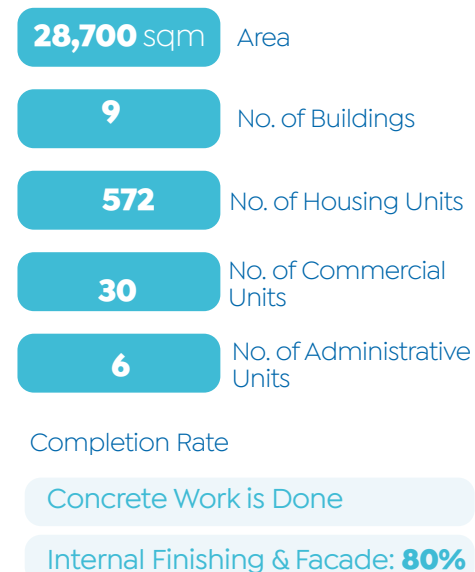 28,700 sqm Area
9 No. of Buildings
572 No. of Housing Units
30 No. of Commercial
Units
6 No. of Administrative
Units
Completion Rate
Concrete Work is Done
Internal Finishing & Facade: 80%